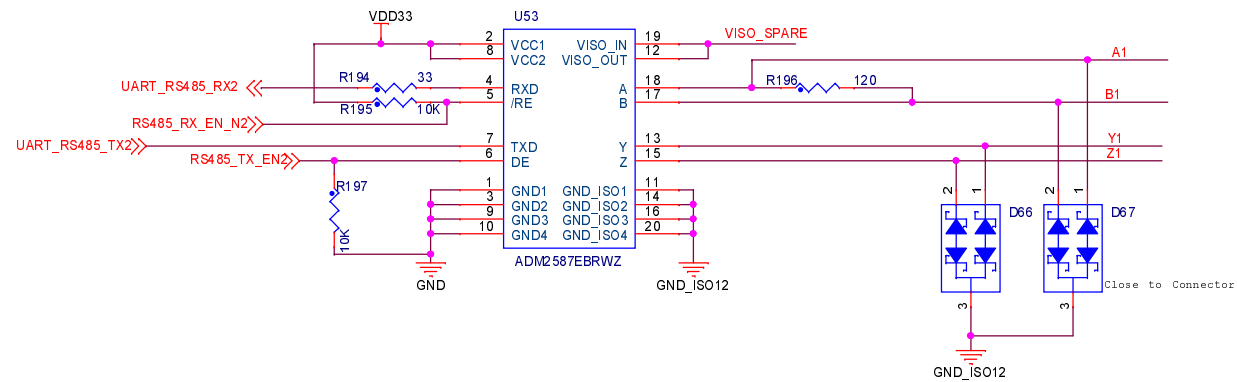 VDD33
U53
2 VCC1 VISO_IN 19 VISO_SPARE
8 VCC2 VISO_OUT 12
A1
UART_RS485_RX2 R194 33 4 RXD A 18 R196 120
R195 10K 5 /RE B 17 B1
RS485_RX_EN_N2
UART_RS485_TX2 7 TXD Y 13 Y1
RS485_TX_EN2 6 DE Z 15 Z1
R197
10K
1 GND1 GND_ISO1 11
3 GND2 GND_ISO2 14
9 GND3 GND_ISO3 16
10 GND4 GND_ISO4 20
2 1 2 1
D66 D67
ADM2587EBRWZ
GND GND_ISO12
Close to Connector
3 3
GND_ISO12